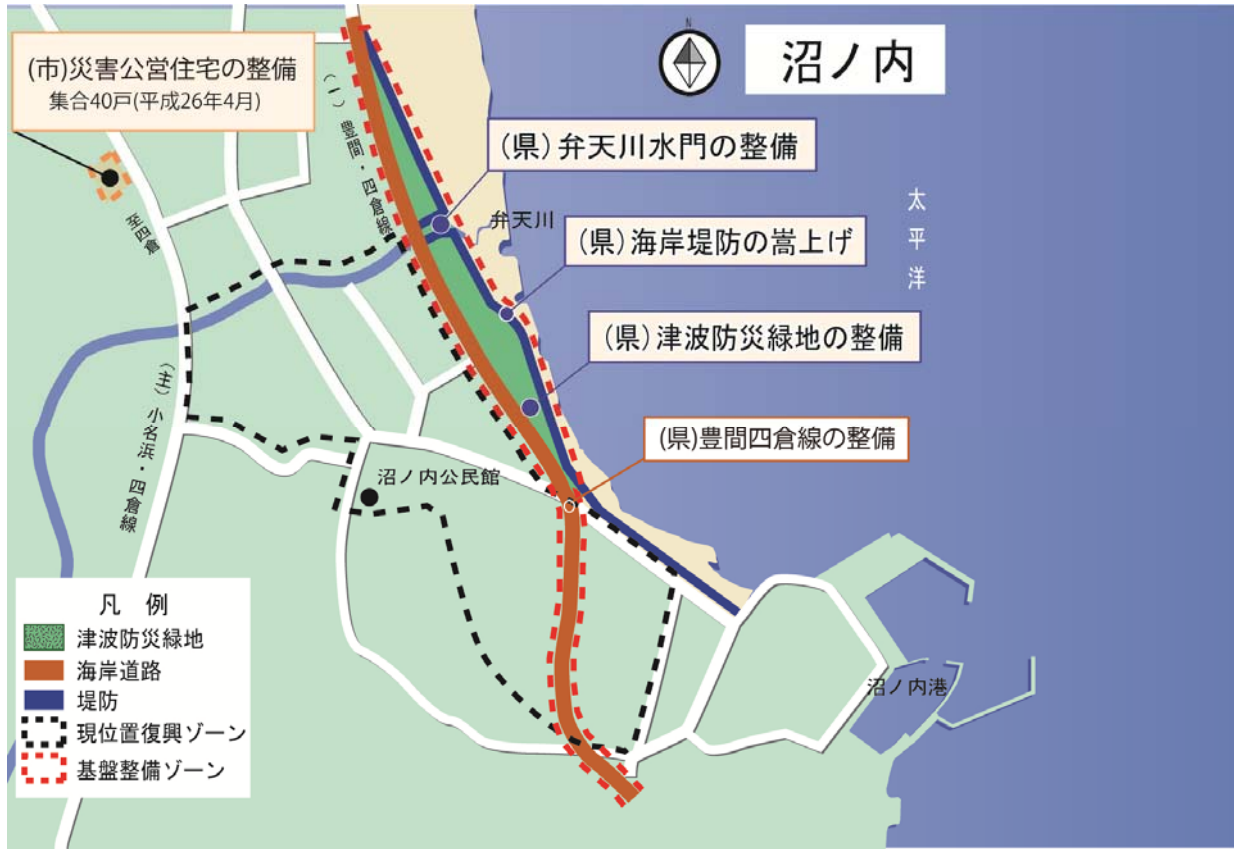 沼ノ内
N
(市)災害公営住宅の整備
集合40戸(平成26年4月)
(県)弁天川水門の整備
(県)海岸堤防の嵩上げ
(県)津波防災緑地の整備
(県)豊間四倉線の整備
(一)豊間・四倉線
至四倉
弁天川
太平洋
(主)小名浜・四倉線
沼ノ内公民館
沼ノ内港
凡 例
津波防災緑地
海岸道路
堤防
現位置復興ゾーン
基盤整備ゾーン